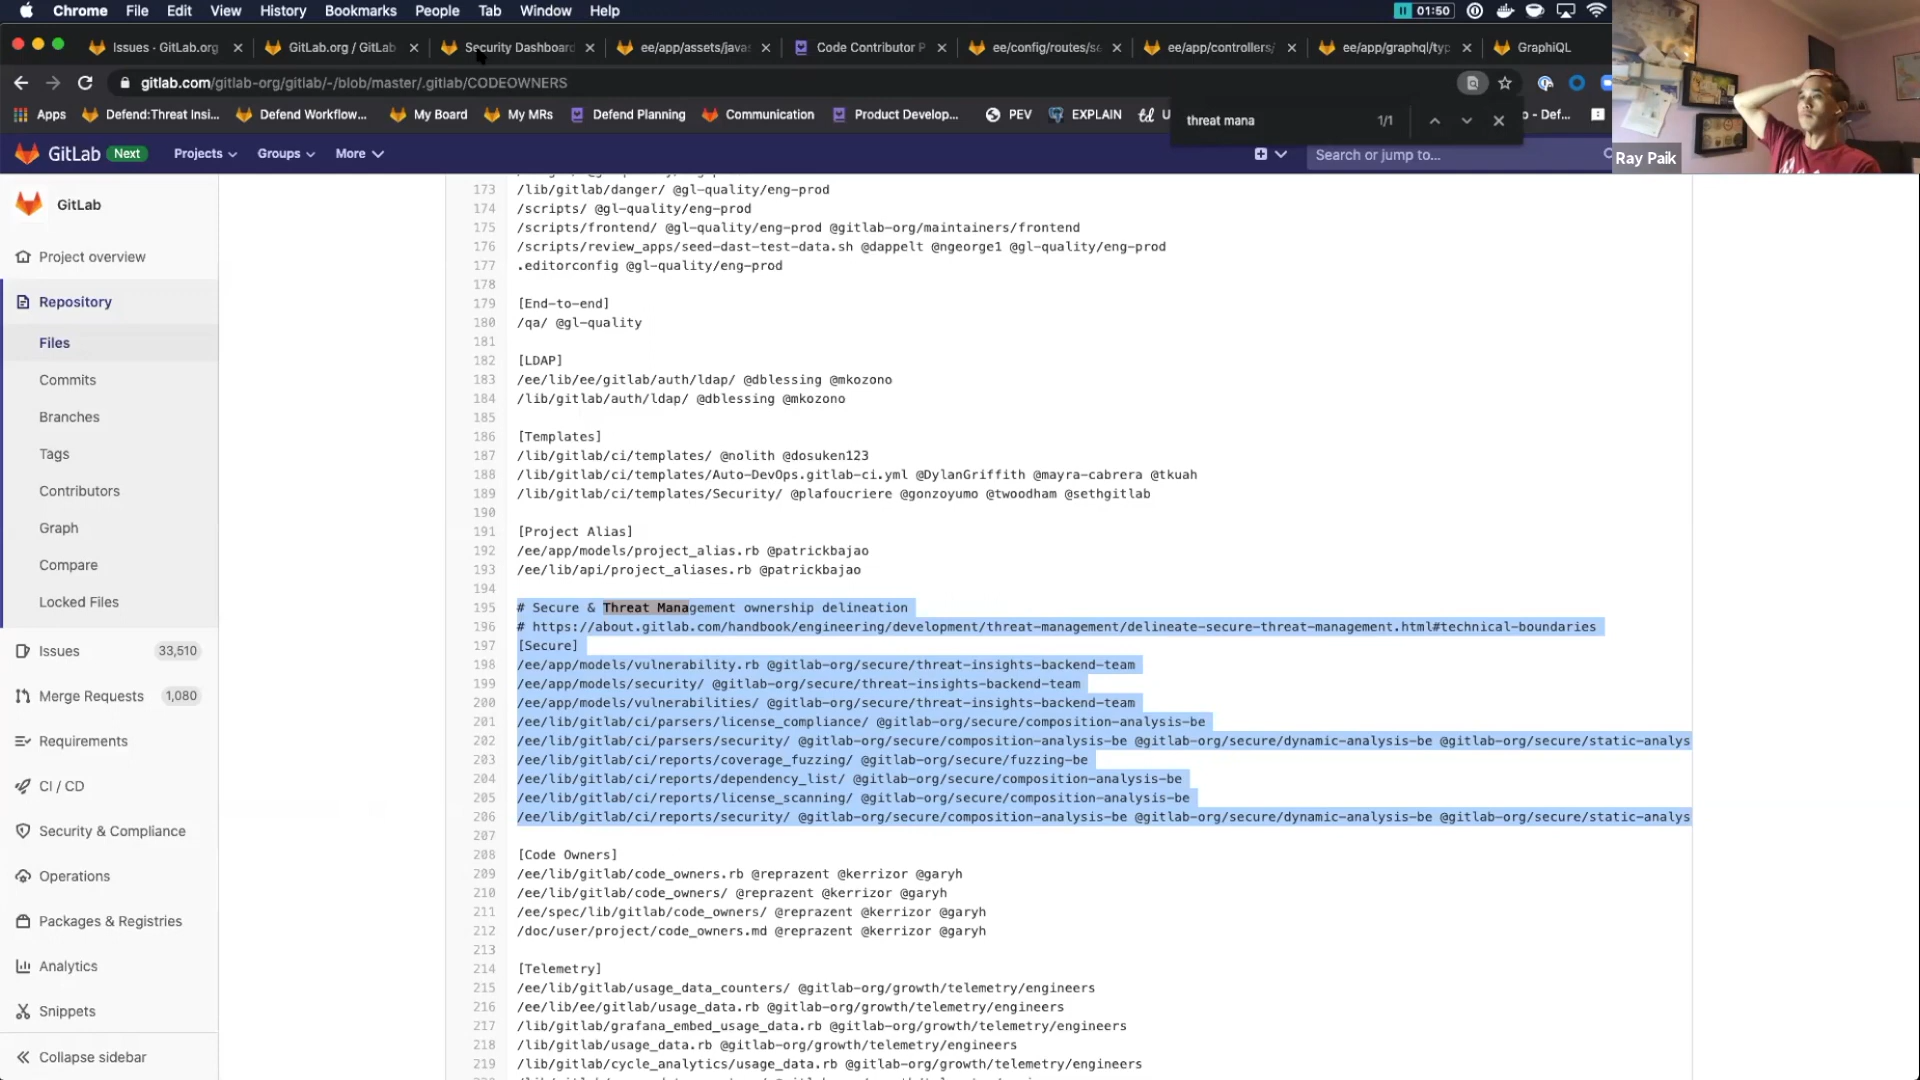 Chrome File Edit View History Bookmarks People Tab Window Help
01:50
Issues · GitLab.org
GitLab.org / GitLab
Security Dashboa
ee/app/assets/java
Code Contributor P
ee/config/routes/se
ee/app/controllers/
ee/app/graphql/typ
GraphiQL
gitlab.com/gitlab-org/gitlab/-/blob/master/.gitlab/CODEOWNERS
Apps Defend:Threat Insi... Defend Workflow... My Board My MRs Defend Planning Communication Product Develop... PEV EXPLAIN U
threat mana 1/1
- Def...
GitLab Next Projects Groups More
Search or jump to...
Ray Paik
GitLab
Project overview
Repository
Files
Commits
Branches
Tags
Contributors
Graph
Compare
Locked Files
Issues 33,510
Merge Requests 1,080
Requirements
CI / CD
Security & Compliance
Operations
Packages & Registries
Analytics
Snippets
Collapse sidebar
173 /lib/gitlab/danger/ @gl-quality/eng-prod
174 /scripts/ @gl-quality/eng-prod
175 /scripts/frontend/ @gl-quality/eng-prod @gitlab-org/maintainers/frontend
176 /scripts/review_apps/seed-dast-test-data.sh @dappelt @ngeorge1 @gl-quality/eng-prod
177 .editorconfig @gl-quality/eng-prod
178
179 [End-to-end]
180 /qa/ @gl-quality
181
182 [LDAP]
183 /ee/lib/ee/gitlab/auth/ldap/ @dblessing @mkozono
184 /lib/gitlab/auth/ldap/ @dblessing @mkozono
185
186 [Templates]
187 /lib/gitlab/ci/templates/ @nolith @dosuken123
188 /lib/gitlab/ci/templates/Auto-DevOps.gitlab-ci.yml @DylanGriffith @mayra-cabrera @tkuah
189 /lib/gitlab/ci/templates/Security/ @plafoucriere @gonzoyumo @twoodham @sethgitlab
190
191 [Project Alias]
192 /ee/app/models/project_alias.rb @patrickbajao
193 /ee/lib/api/project_aliases.rb @patrickbajao
194
195 # Secure & Threat Management ownership delineation
196 # https://about.gitlab.com/handbook/engineering/development/threat-management/delineate-secure-threat-management.html#technical-boundaries
197 [Secure]
198 /ee/app/models/vulnerability.rb @gitlab-org/secure/threat-insights-backend-team
199 /ee/app/models/security/ @gitlab-org/secure/threat-insights-backend-team
200 /ee/app/models/vulnerabilities/ @gitlab-org/secure/threat-insights-backend-team
201 /ee/lib/gitlab/ci/parsers/license_compliance/ @gitlab-org/secure/composition-analysis-be
202 /ee/lib/gitlab/ci/parsers/security/ @gitlab-org/secure/composition-analysis-be @gitlab-org/secure/dynamic-analysis-be @gitlab-org/secure/static-analys
203 /ee/lib/gitlab/ci/reports/coverage_fuzzing/ @gitlab-org/secure/fuzzing-be
204 /ee/lib/gitlab/ci/reports/dependency_list/ @gitlab-org/secure/composition-analysis-be
205 /ee/lib/gitlab/ci/reports/license_scanning/ @gitlab-org/secure/composition-analysis-be
206 /ee/lib/gitlab/ci/reports/security/ @gitlab-org/secure/composition-analysis-be @gitlab-org/secure/dynamic-analysis-be @gitlab-org/secure/static-analys
207
208 [Code Owners]
209 /ee/lib/gitlab/code_owners.rb @reprazent @kerrizor @garyh
210 /ee/lib/gitlab/code_owners/ @reprazent @kerrizor @garyh
211 /ee/spec/lib/gitlab/code_owners/ @reprazent @kerrizor @garyh
212 /doc/user/project/code_owners.md @reprazent @kerrizor @garyh
213
214 [Telemetry]
215 /ee/lib/gitlab/usage_data_counters/ @gitlab-org/growth/telemetry/engineers
216 /ee/lib/ee/gitlab/usage_data.rb @gitlab-org/growth/telemetry/engineers
217 /lib/gitlab/grafana_embed_usage_data.rb @gitlab-org/growth/telemetry/engineers
218 /lib/gitlab/usage_data.rb @gitlab-org/growth/telemetry/engineers
219 /lib/gitlab/cycle_analytics/usage_data.rb @gitlab-org/growth/telemetry/engineers